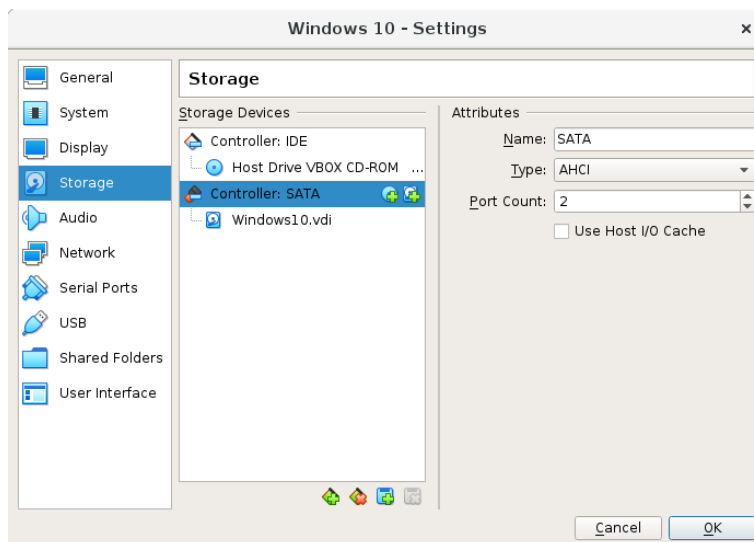 Windows 10 - Settings
×
General
System
Display
Storage
Audio
Network
Serial Ports
USB
Shared Folders
User Interface
Storage
Storage Devices
Controller: IDE
Host Drive VBOX CD-ROM ...
Controller: SATA
Windows10.vdi
Attributes
Name: SATA
Type: AHCI
Port Count: 2
Use Host I/O Cache
Cancel OK